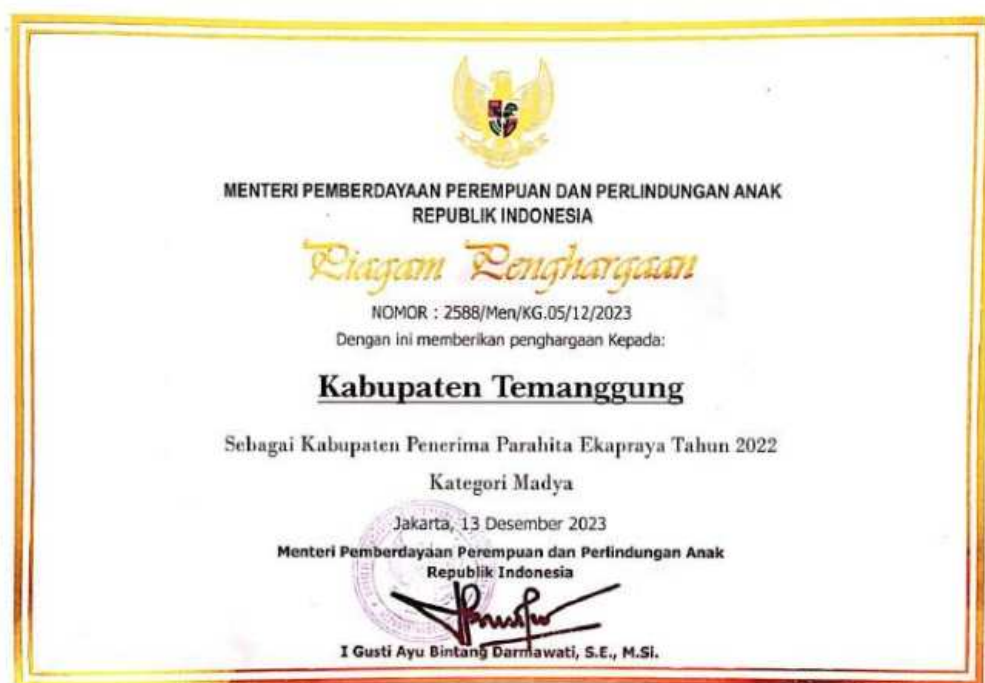 MENTERI PEMBERDAYAAN PEREMPUAN DAN PERLINDUNGAN ANAK
REPUBLIK INDONESIA
Piagam Penghargaan
NOMOR : 2588/Men/KG.05/12/2023
Dengan ini memberikan penghargaan Kepada:
Kabupaten Temanggung
Sebagai Kabupaten Penerima Parahita Ekapraya Tahun 2022
Kategori Madya
Jakarta, 13 Desember 2023
Menteri Pemberdayaan Perempuan dan Perlindungan Anak
Republik Indonesia
I Gusti Ayu Bintang Darmawati, S.E., M.Si.